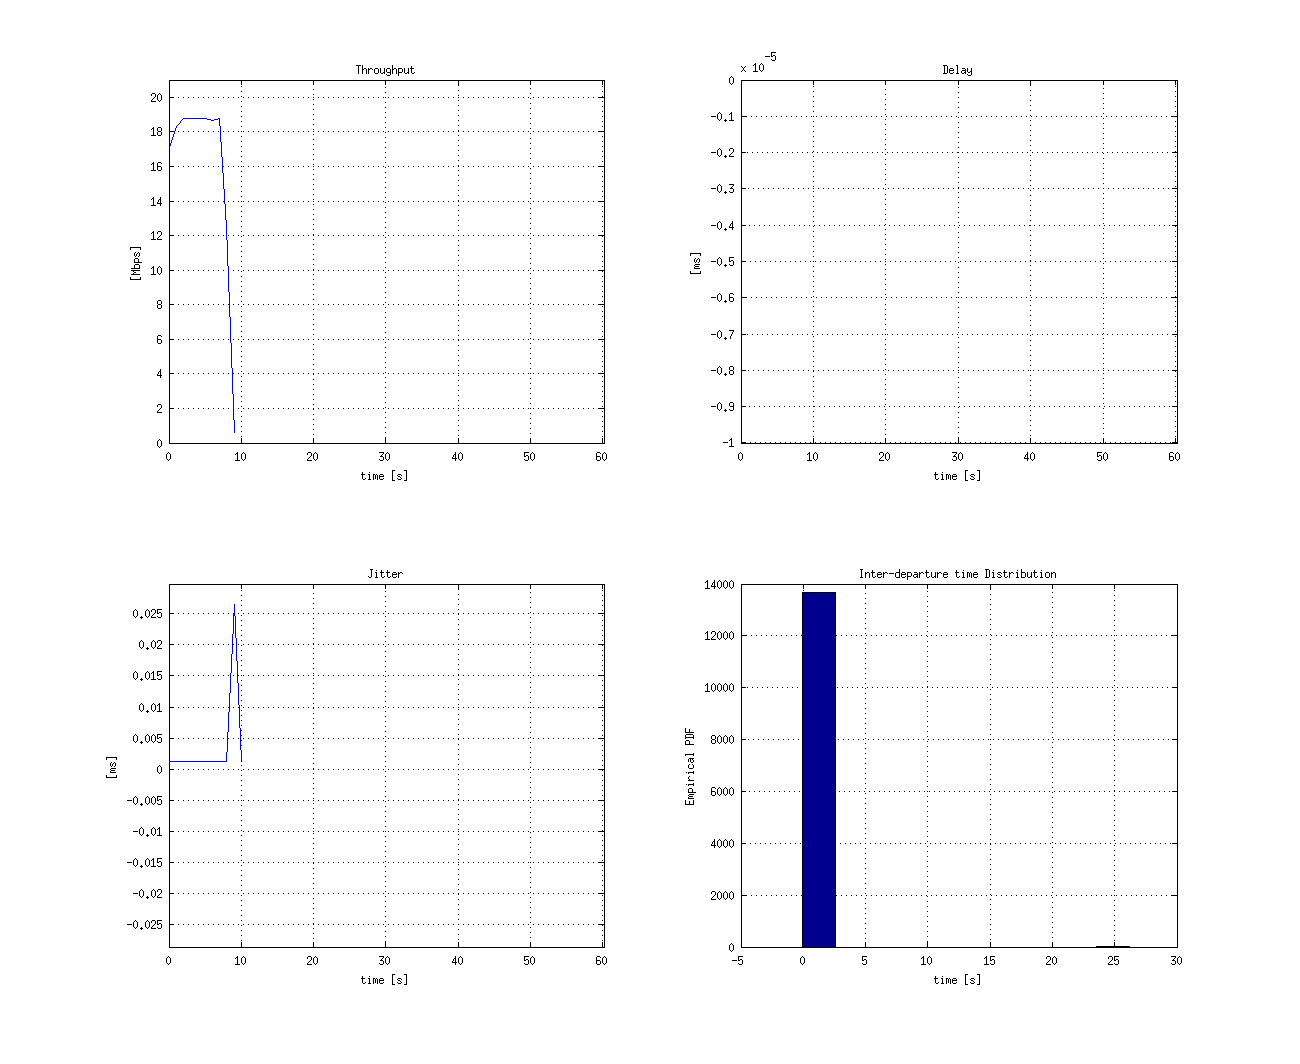 Throughput
20
18
16
14
12
10
8
6
4
2
0
[Mbps]
0 10 20 30 40 50 60
time [s]
x 10^-5
Delay
0
-0.1
-0.2
-0.3
-0.4
-0.5
-0.6
-0.7
-0.8
-0.9
-1
[ms]
0 10 20 30 40 50 60
time [s]
Jitter
0.025
0.02
0.015
0.01
0.005
0
-0.005
-0.01
-0.015
-0.02
-0.025
[ms]
0 10 20 30 40 50 60
time [s]
Inter-departure time Distribution
14000
12000
10000
8000
6000
4000
2000
0
Empirical PDF
-5 0 5 10 15 20 25 30
time [s]